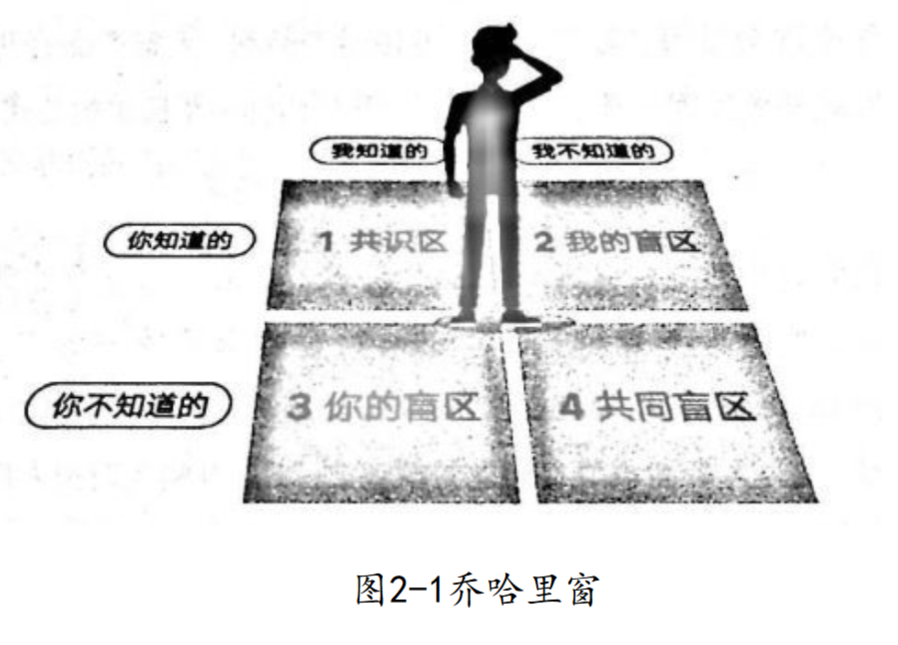 我知道的 我不知道的
你知道的 1 共识区 2 我的盲区
你不知道的 3 你的盲区 4 共同盲区
图2-1乔哈里窗